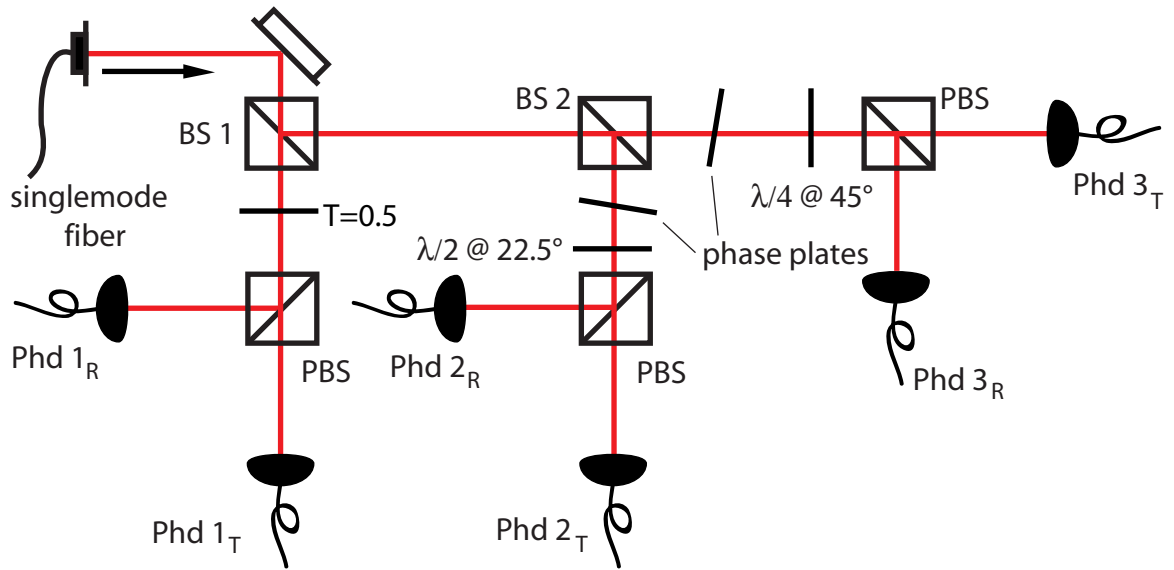 singlemode
fiber
BS 1
T=0.5
Phd 1R
PBS
Phd 1T
BS 2
λ/2 @ 22.5°
phase plates
Phd 2R
PBS
Phd 2T
λ/4 @ 45°
PBS
Phd 3T
Phd 3R